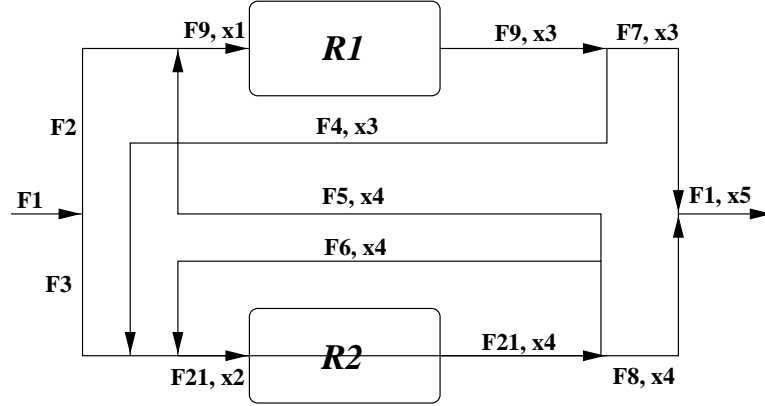 F9, x1
R1
F9, x3
F7, x3
F2
F4, x3
F1
F5, x4
F1, x5
F6, x4
F3
R2
F21, x4
F21, x2
F8, x4